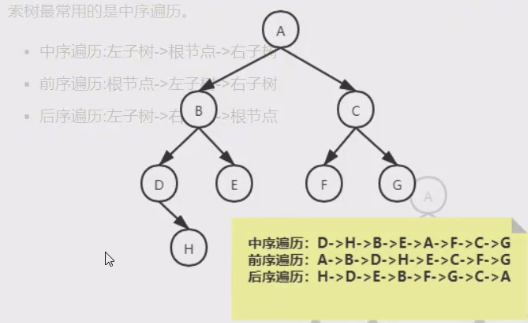 索树最常用的是中序遍历。
中序遍历:左子树->根节点->右子树
前序遍历:根节点->左子树->右子树
后序遍历:左子树->右 ->根节点
A
B
C
D
E
F
G
A
H
中序遍历：D->H->B->E->A->F->C->G
前序遍历：A->B->D->H->E->C->F->G
后序遍历：H->D->E->B->F->G->C->A